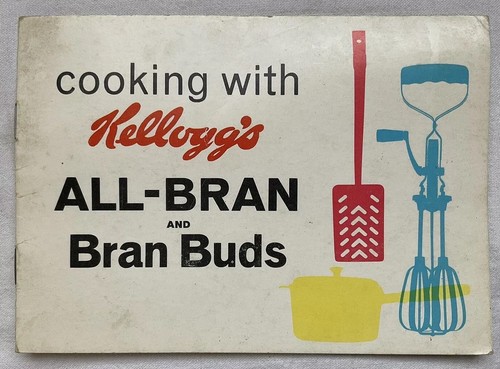 cooking with
Kellogg's
ALL-BRAN
AND
Bran Buds